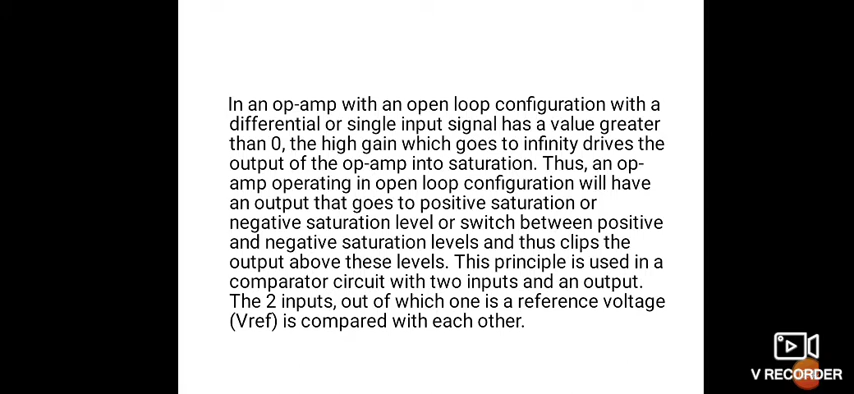 In an op-amp with an open loop configuration with a
differential or single input signal has a value greater
than 0, the high gain which goes to infinity drives the
output of the op-amp into saturation. Thus, an op-
amp operating in open loop configuration will have
an output that goes to positive saturation or
negative saturation level or switch between positive
and negative saturation levels and thus clips the
output above these levels. This principle is used in a
comparator circuit with two inputs and an output.
The 2 inputs, out of which one is a reference voltage
(Vref) is compared with each other.
V RECORDER